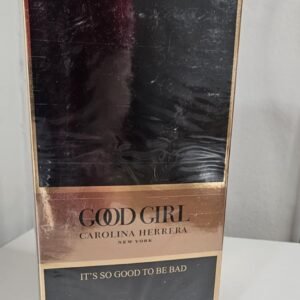 GOOD GIRL
CAROLINA HERRERA
NEW YORK
IT'S SO GOOD TO BE BAD